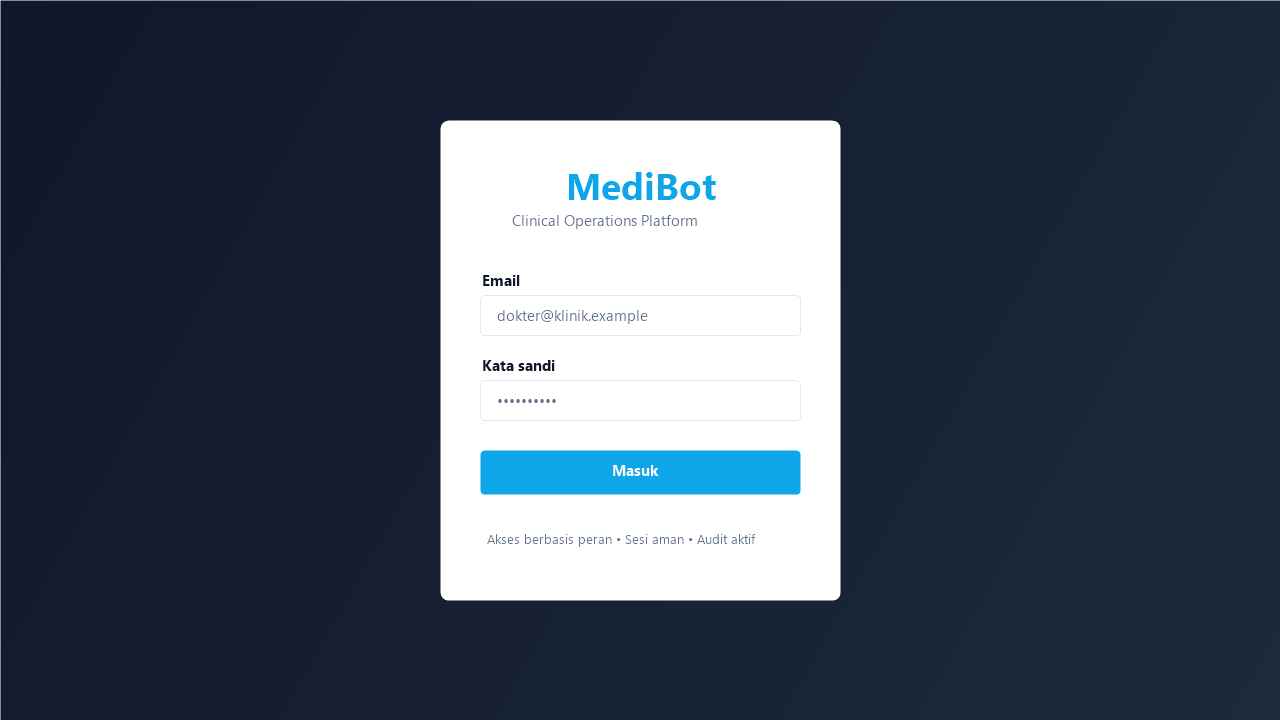 MediBot
Clinical Operations Platform
Email
dokter@klinik.example
Kata sandi
••••••••••
Masuk
Akses berbasis peran • Sesi aman • Audit aktif